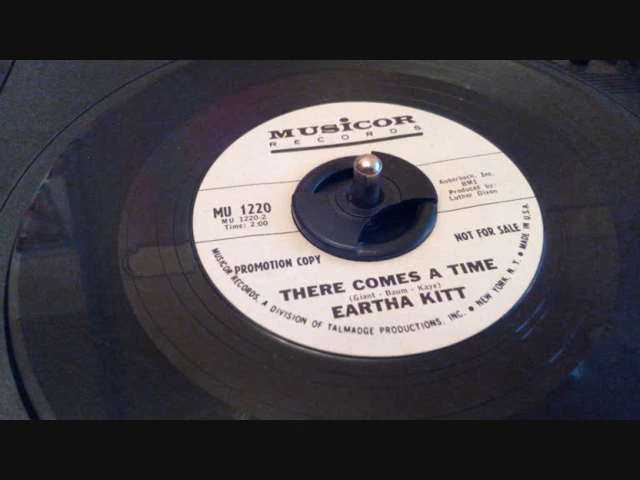 MUSICOR
RECORDS
MU 1220
MU 1220-2
Time: 2:00
Auberbach, Inc.
BMI
Produced by:
Luther Dixon
PROMOTION COPY
NOT FOR SALE
THERE COMES A TIME
(Giant - Baum - Kaye)
EARTHA KITT
MUSICOR RECORDS, A DIVISION OF TALMADGE PRODUCTIONS, INC. • NEW YORK, N. Y. • MADE IN U.S.A.